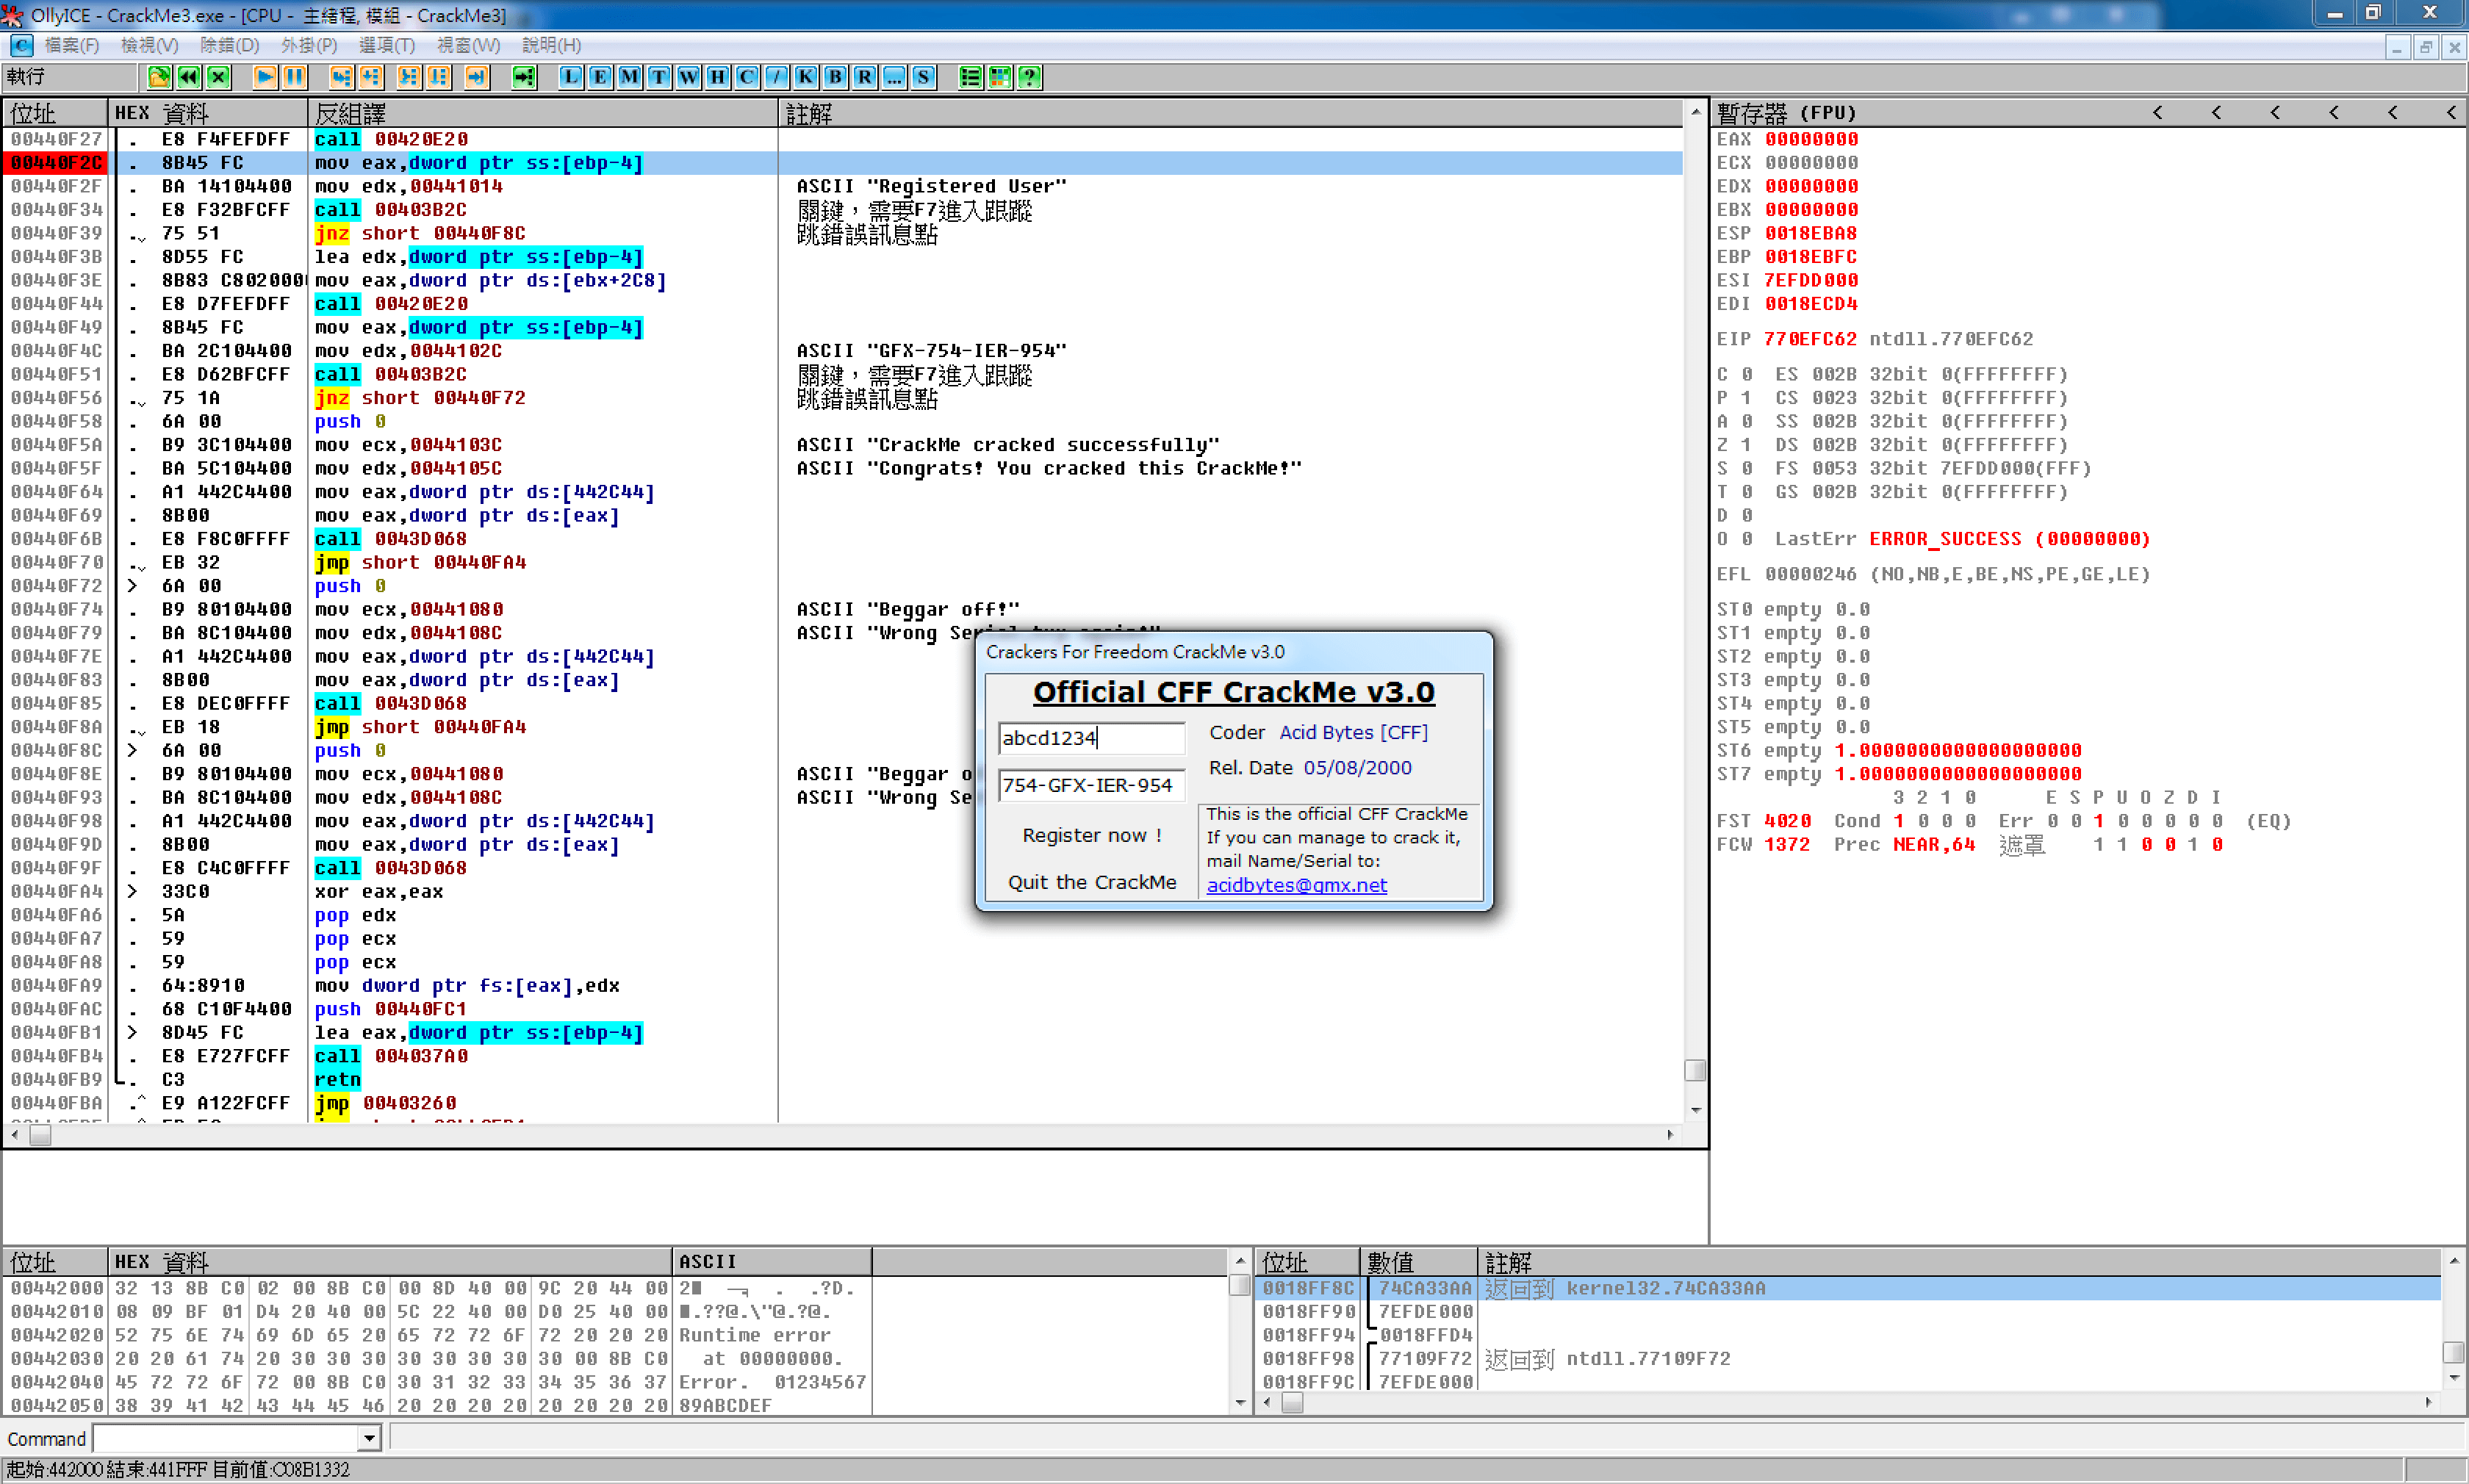 OllyICE - CrackMe3.exe - [CPU - 主緒程, 模組 - CrackMe3]
檔案(F) 檢視(V) 除錯(D) 外掛(P) 選項(T) 視窗(W) 說明(H)
執行 L E M T W H C / K B R ... S ?
位址 HEX 資料 反組譯 註解
00440F27 . E8 F4FEFDFF call 00420E20
00440F2C . 8B45 FC mov eax,dword ptr ss:[ebp-4]
00440F2F . BA 14104400 mov edx,00441014 ASCII "Registered User"
00440F34 . E8 F32BFCFF call 00403B2C 關鍵，需要F7進入跟蹤
00440F39 . 75 51 jnz short 00440F8C 跳錯誤訊息點
00440F3B . 8D55 FC lea edx,dword ptr ss:[ebp-4]
00440F3E . 8B83 C8020000 mov eax,dword ptr ds:[ebx+2C8]
00440F44 . E8 D7FEFDFF call 00420E20
00440F49 . 8B45 FC mov eax,dword ptr ss:[ebp-4]
00440F4C . BA 2C104400 mov edx,0044102C ASCII "GFX-754-IER-954"
00440F51 . E8 D62BFCFF call 00403B2C 關鍵，需要F7進入跟蹤
00440F56 . 75 1A jnz short 00440F72 跳錯誤訊息點
00440F58 . 6A 00 push 0
00440F5A . B9 3C104400 mov ecx,0044103C ASCII "CrackMe cracked successfully"
00440F5F . BA 5C104400 mov edx,0044105C ASCII "Congrats! You cracked this CrackMe!"
00440F64 . A1 442C4400 mov eax,dword ptr ds:[442C44]
00440F69 . 8B00 mov eax,dword ptr ds:[eax]
00440F6B . E8 F8C0FFFF call 0043D068
00440F70 . EB 32 jmp short 00440FA4
00440F72 > 6A 00 push 0
00440F74 . B9 80104400 mov ecx,00441080 ASCII "Beggar off!"
00440F79 . BA 8C104400 mov edx,0044108C ASCII "Wrong Serial,try again!"
00440F7E . A1 442C4400 mov eax,dword ptr ds:[442C44]
00440F83 . 8B00 mov eax,dword ptr ds:[eax]
00440F85 . E8 DEC0FFFF call 0043D068
00440F8A . EB 18 jmp short 00440FA4
00440F8C > 6A 00 push 0
00440F8E . B9 80104400 mov ecx,00441080 ASCII "Beggar o
00440F93 . BA 8C104400 mov edx,0044108C ASCII "Wrong Se
00440F98 . A1 442C4400 mov eax,dword ptr ds:[442C44]
00440F9D . 8B00 mov eax,dword ptr ds:[eax]
00440F9F . E8 C4C0FFFF call 0043D068
00440FA4 > 33C0 xor eax,eax
00440FA6 . 5A pop edx
00440FA7 . 59 pop ecx
00440FA8 . 59 pop ecx
00440FA9 . 64:8910 mov dword ptr fs:[eax],edx
00440FAC . 68 C10F4400 push 00440FC1
00440FB1 > 8D45 FC lea eax,dword ptr ss:[ebp-4]
00440FB4 . E8 E727FCFF call 004037A0
00440FB9 . C3 retn
00440FBA .^ E9 A122FCFF jmp 00403260
Crackers For Freedom CrackMe v3.0
Official CFF CrackMe v3.0
abcd1234
754-GFX-IER-954
Register now !
Quit the CrackMe
Coder Acid Bytes [CFF]
Rel. Date 05/08/2000
This is the official CFF CrackMe
If you can manage to crack it,
mail Name/Serial to:
acidbytes@gmx.net
暫存器 (FPU) < < < < < <
EAX 00000000
ECX 00000000
EDX 00000000
EBX 00000000
ESP 0018EBA8
EBP 0018EBFC
ESI 7EFDD000
EDI 0018ECD4
EIP 770EFC62 ntdll.770EFC62
C 0 ES 002B 32bit 0(FFFFFFFF)
P 1 CS 0023 32bit 0(FFFFFFFF)
A 0 SS 002B 32bit 0(FFFFFFFF)
Z 1 DS 002B 32bit 0(FFFFFFFF)
S 0 FS 0053 32bit 7EFDD000(FFF)
T 0 GS 002B 32bit 0(FFFFFFFF)
D 0
O 0 LastErr ERROR_SUCCESS (00000000)
EFL 00000246 (NO,NB,E,BE,NS,PE,GE,LE)
ST0 empty 0.0
ST1 empty 0.0
ST2 empty 0.0
ST3 empty 0.0
ST4 empty 0.0
ST5 empty 0.0
ST6 empty 1.0000000000000000000
ST7 empty 1.0000000000000000000
3 2 1 0 E S P U O Z D I
FST 4020 Cond 1 0 0 0 Err 0 0 1 0 0 0 0 0 (EQ)
FCW 1372 Prec NEAR,64 遮罩 1 1 0 0 1 0
位址 HEX 資料 ASCII
00442000 32 13 8B C0 02 00 8B C0 00 8D 40 00 9C 20 44 00
00442010 08 09 BF 01 D4 20 40 00 5C 22 40 00 D0 25 40 00
00442020 52 75 6E 74 69 6D 65 20 65 72 72 6F 72 20 20 20 Runtime error
00442030 20 20 61 74 20 30 30 30 30 30 30 30 30 00 8B C0 at 00000000.
00442040 45 72 72 6F 72 00 8B C0 30 31 32 33 34 35 36 37 Error. 01234567
00442050 38 39 41 42 43 44 45 46 20 20 20 20 20 20 20 20 89ABCDEF
位址 數值 註解
0018FF8C 74CA33AA 返回到 kernel32.74CA33AA
0018FF90 7EFDE000
0018FF94 0018FFD4
0018FF98 77109F72 返回到 ntdll.77109F72
0018FF9C 7EFDE000
Command
起始:442000 結束:441FFF 目前值:C08B1332